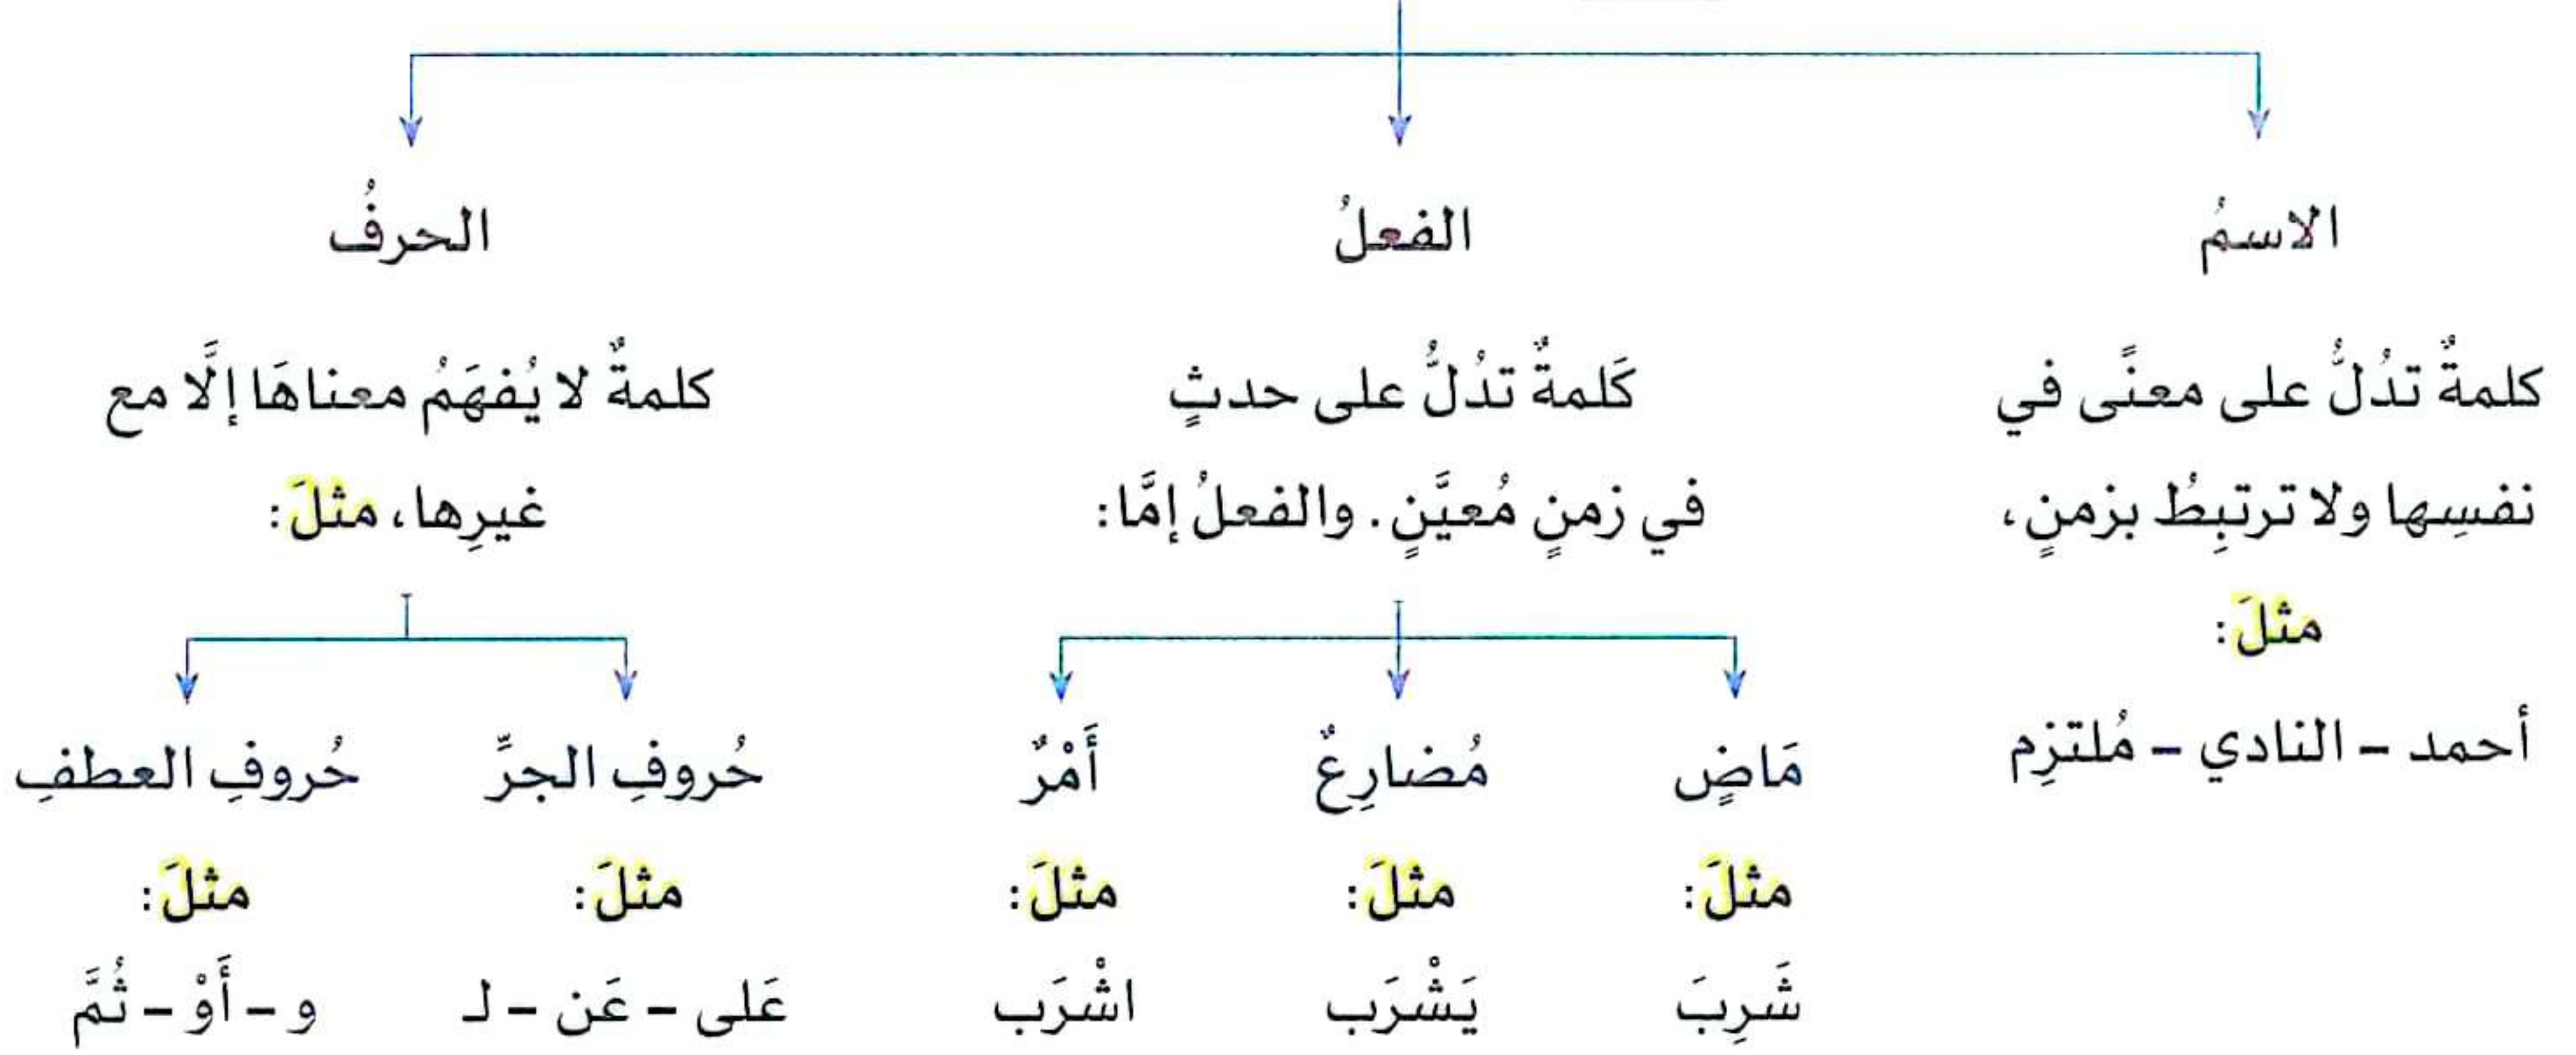 الاسمُ
كلمةٌ تدُلُّ على معنًى في
نفسِها ولا ترتبِطُ بزمنٍ،
مثلَ:
أحمد – النادي – مُلتزِم
الفعلُ
كَلمةٌ تدُلُّ على حدثٍ
في زمنٍ مُعيَّنٍ. والفعلُ إمَّا:
مَاضٍ
مثلَ:
شَرِبَ
مُضارِعٌ
مثلَ:
يَشْرَب
أَمْرٌ
مثلَ:
اشْرَب
الحرفُ
كلمةٌ لا يُفهَمُ معناهَا إلَّا مع
غيرِها، مثلَ:
حُروفِ الجرِّ
مثلَ:
عَلى – عَن – لـ
حُروفِ العطفِ
مثلَ:
و – أَوْ – ثُمَّ